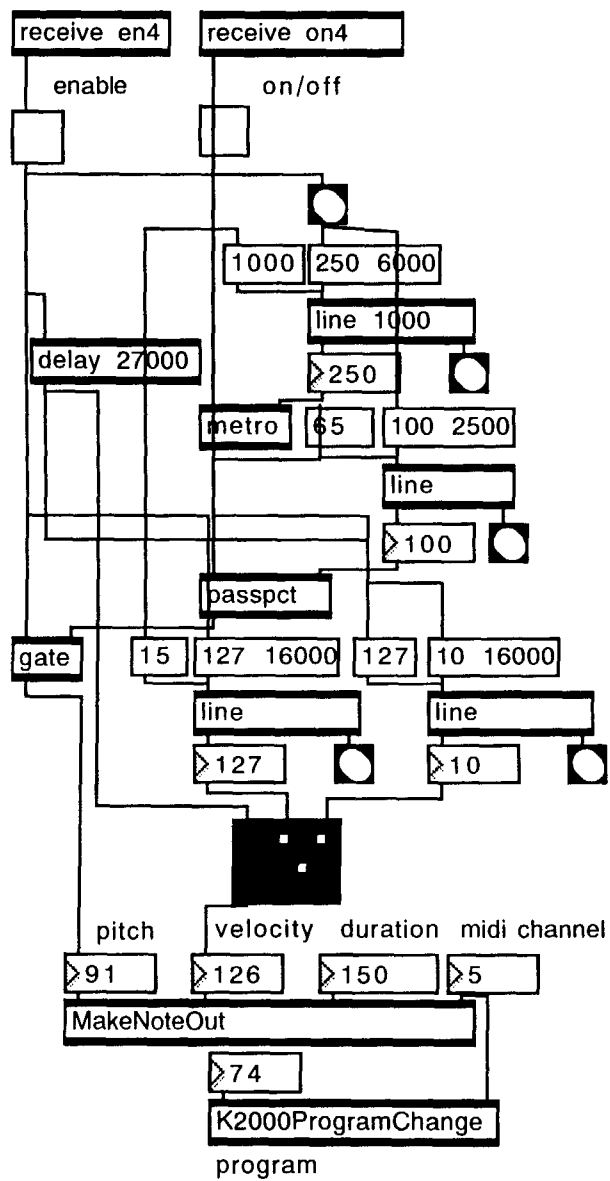 receive en4
receive on4
enable
on/off
1000
250 6000
line 1000
delay 27000
250
metro
65
100 2500
line
100
passpct
gate
15
127 16000
127
10 16000
line
line
127
10
pitch
velocity
duration
midi channel
91
126
150
5
MakeNoteOut
74
K2000ProgramChange
program